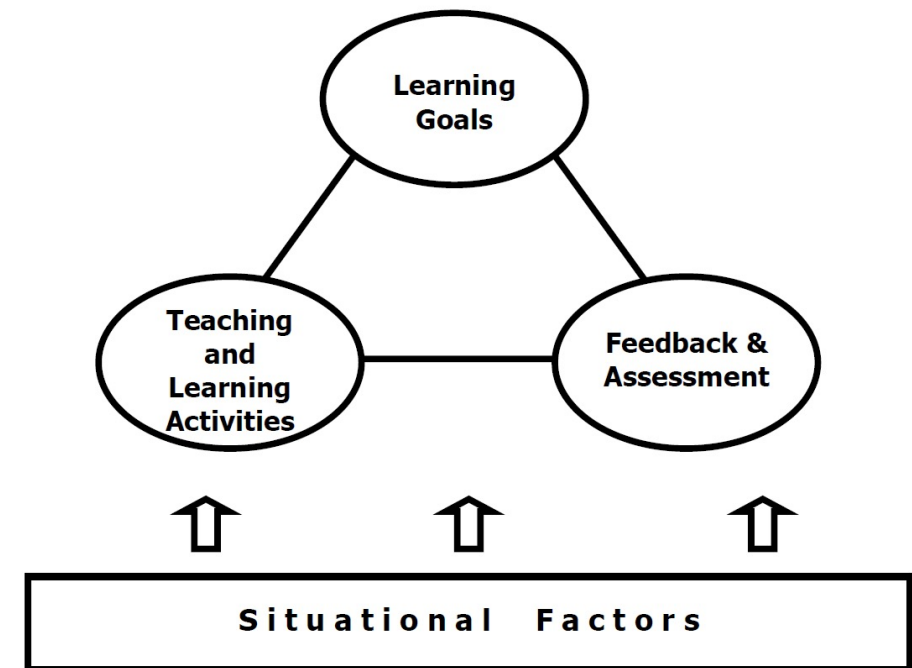 Learning
Goals
Teaching
and
Learning
Activities
Feedback &
Assessment
Situational Factors